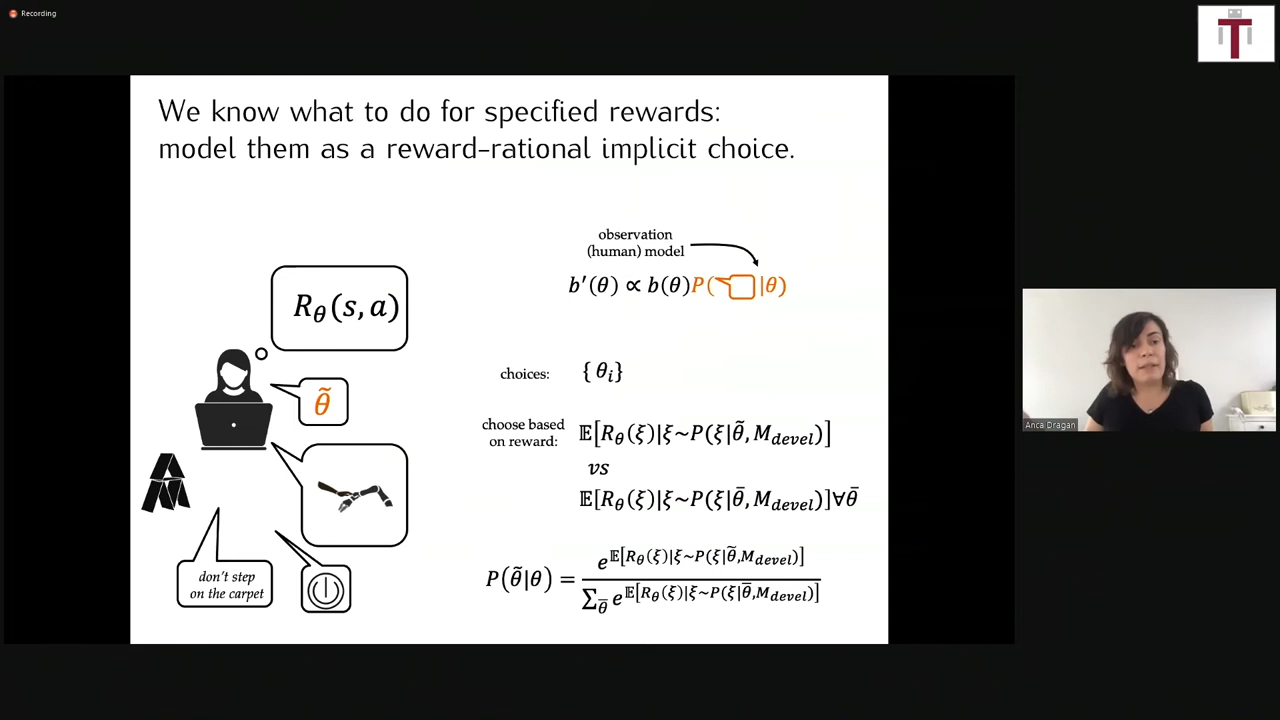 Recording
T
We know what to do for specified rewards:
model them as a reward-rational implicit choice.
observation
(human) model
b′(θ) ∝ b(θ)P( |θ)
R_θ(s, a)
choices: { θ_i}
θ̃
choose based
on reward:
𝔼[R_θ(ξ)|ξ~P(ξ|θ̃, M_devel)]
vs
𝔼[R_θ(ξ)|ξ~P(ξ|θ̄, M_devel)]∀θ̄
P(θ̃|θ) = e^𝔼[R_θ(ξ)|ξ~P(ξ|θ̃,M_devel)] / ∑_θ̄ e^𝔼[R_θ(ξ)|ξ~P(ξ|θ̄,M_devel)]
don't step
on the carpet
Anca Dragan